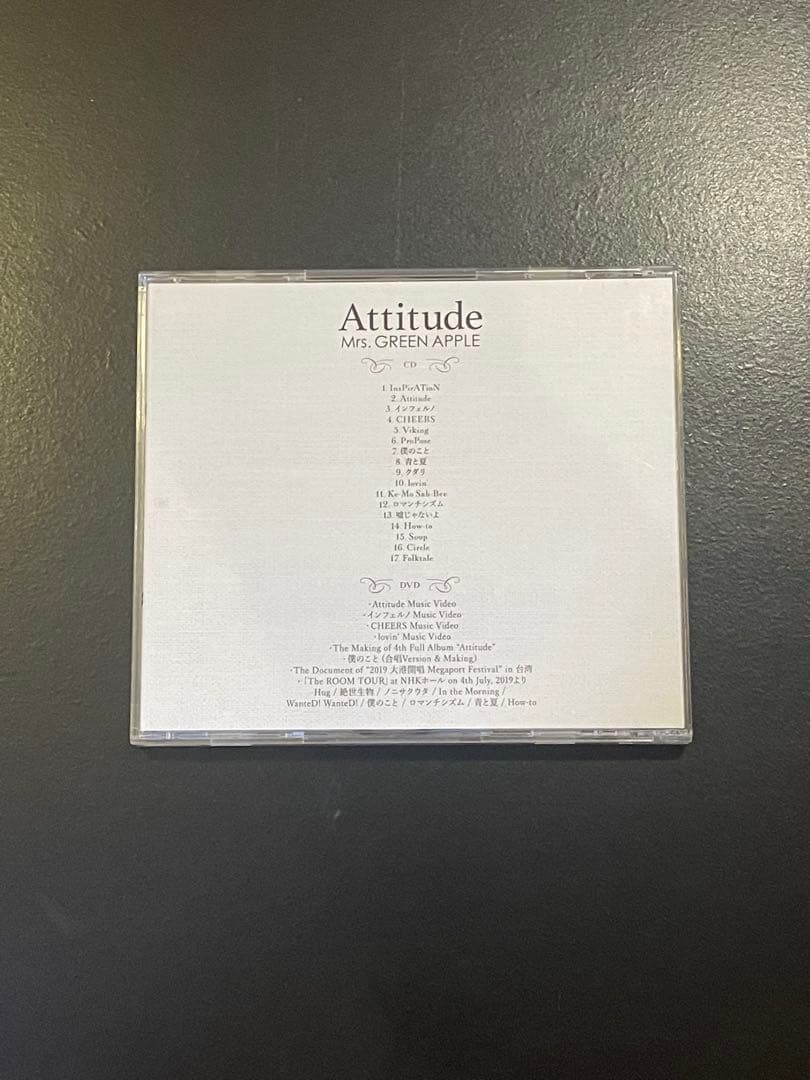 Attitude
Mrs. GREEN APPLE
CD
1. InsPirATioN
2. Attitude
3. インフェルノ
4. CHEERS
5. Viking
6. ProPose
7. 僕のこと
8. 青と夏
9. クダリ
10. lovin'
11. Ke-Mo Sah-Bee
12. ロマンチシズム
13. 嘘じゃないよ
14. How-to
15. Soup
16. Circle
17. Folktale
DVD
・Attitude Music Video
・インフェルノ Music Video
・CHEERS Music Video
・lovin' Music Video
・The Making of 4th Full Album "Attitude"
・僕のこと (合唱Version & Making)
・The Document of "2019 大港開唱 Megaport Festival" in 台湾
・「The ROOM TOUR」 at NHKホール on 4th July, 2019より
Hug / 絶世生物 / ノニサクウタ / In the Morning /
WanteD! WanteD! / 僕のこと / ロマンチシズム / 青と夏 / How-to